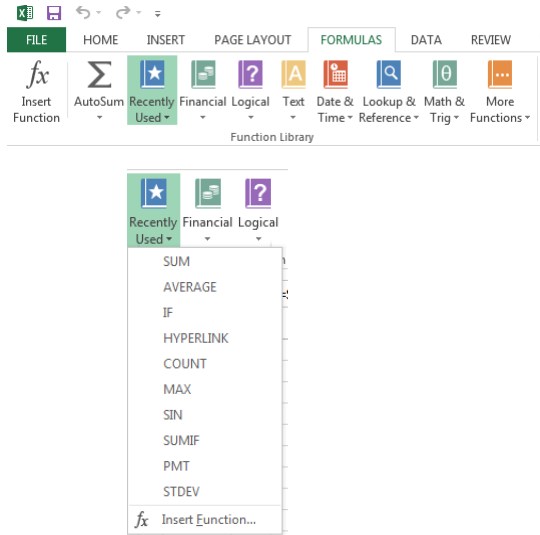 FILE HOME INSERT PAGE LAYOUT FORMULAS DATA REVIEW
fx Σ ? A θ
Insert AutoSum Recently Financial Logical Text Date & Lookup & Math & More
Function Used Time Reference Trig Functions
Function Library
?
Recently Financial Logical
Used
SUM
AVERAGE
IF
HYPERLINK
COUNT
MAX
SIN
SUMIF
PMT
STDEV
fx Insert Function...